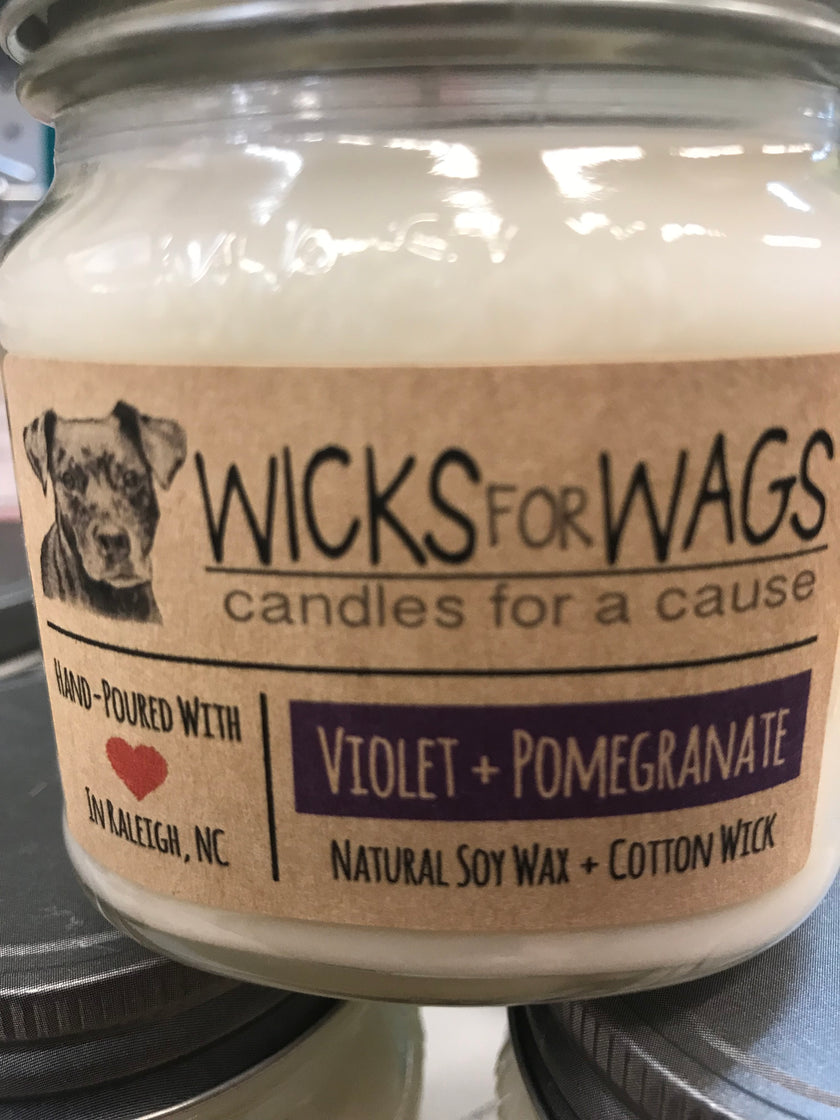 WICKS FOR WAGS
candles for a cause
HAND-POURED WITH
IN RALEIGH, NC
VIOLET + POMEGRANATE
NATURAL SOY WAX + COTTON WICK